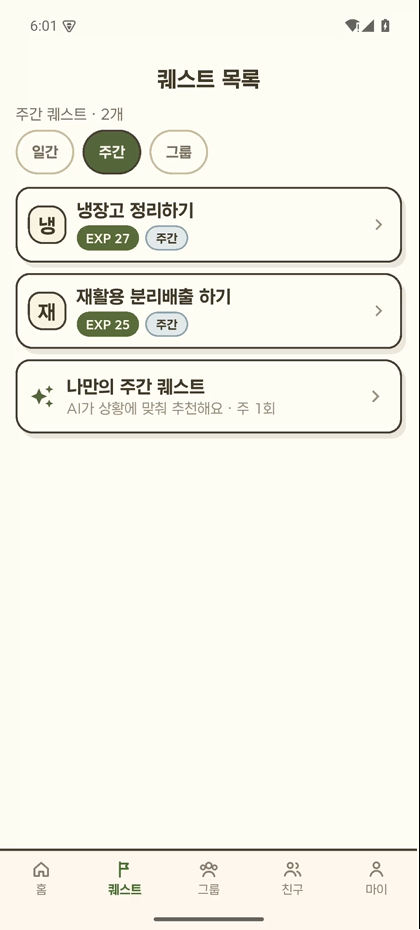 6:01
퀘스트 목록
주간 퀘스트 · 2개
일간 주간 그룹
냉 냉장고 정리하기
EXP 27 주간
재 재활용 분리배출 하기
EXP 25 주간
나만의 주간 퀘스트
AI가 상황에 맞춰 추천해요 · 주 1회
홈 퀘스트 그룹 친구 마이